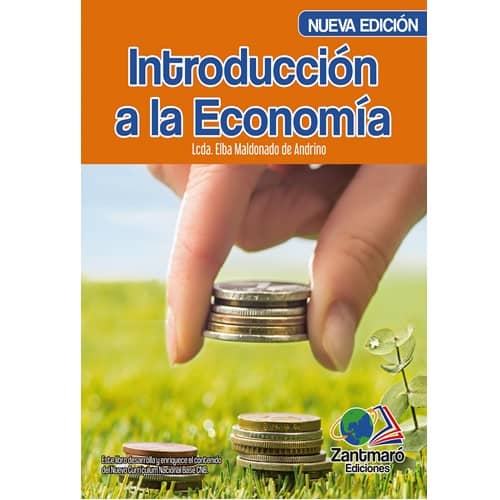 NUEVA EDICIÓN
Introducción
a la Economía
Lcda. Elba Maldonado de Andrino
Este libro desarrolla y enriquece el contenido
del Nuevo Curriculum Nacional Base CNB.
Zantmaró
Ediciones